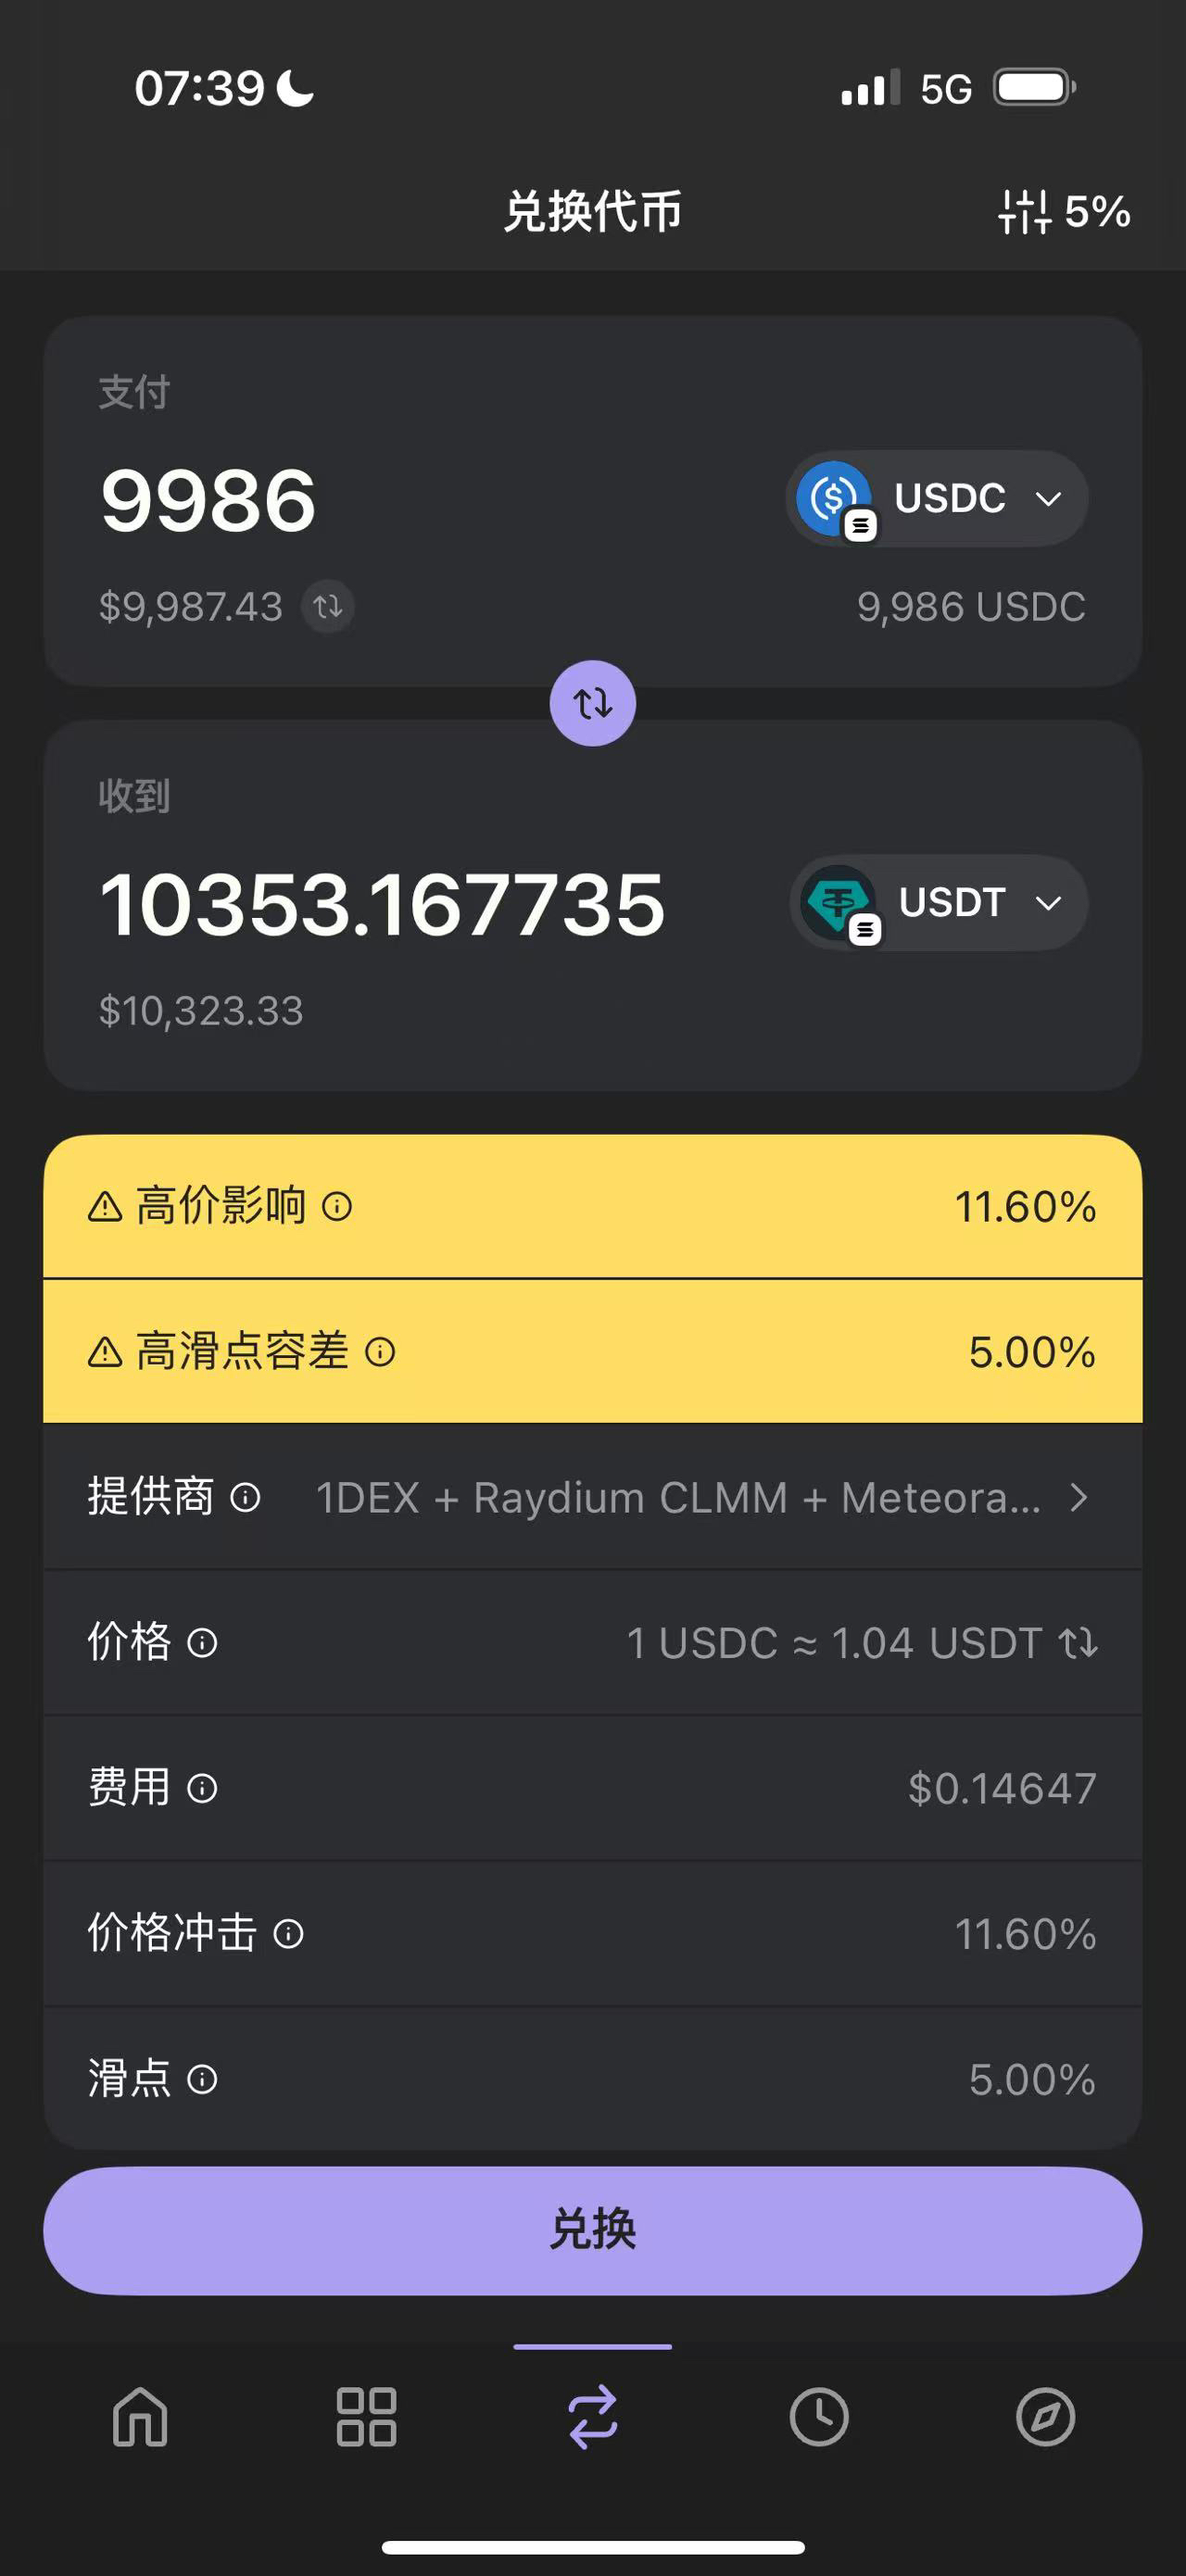 07:39 5G
兑换代币 5%
支付
9986 USDC
$9,987.43 9,986 USDC
收到
10353.167735 USDT
$10,323.33
高价影响 11.60%
高滑点容差 5.00%
提供商 1DEX + Raydium CLMM + Meteora...
价格 1 USDC ≈ 1.04 USDT
费用 $0.14647
价格冲击 11.60%
滑点 5.00%
兑换